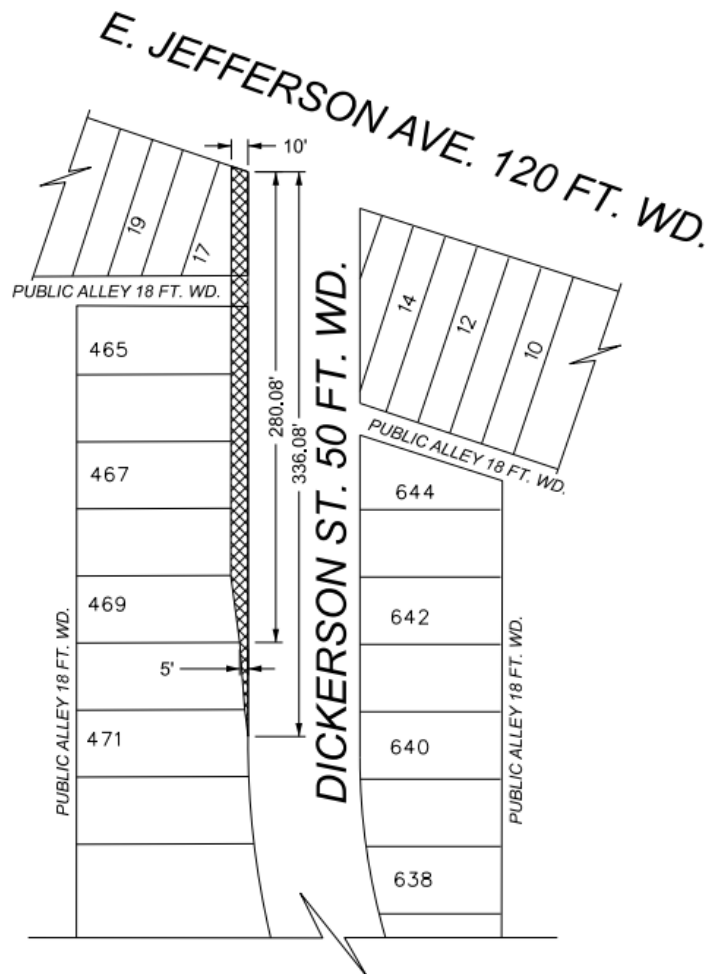 E. JEFFERSON AVE. 120 FT. WD.
10'
19
17
PUBLIC ALLEY 18 FT. WD.
14
12
10
PUBLIC ALLEY 18 FT. WD.
465
467
469
471
PUBLIC ALLEY 18 FT. WD.
280.08'
336.08'
5'
DICKERSON ST. 50 FT. WD.
644
642
640
638
PUBLIC ALLEY 18 FT. WD.